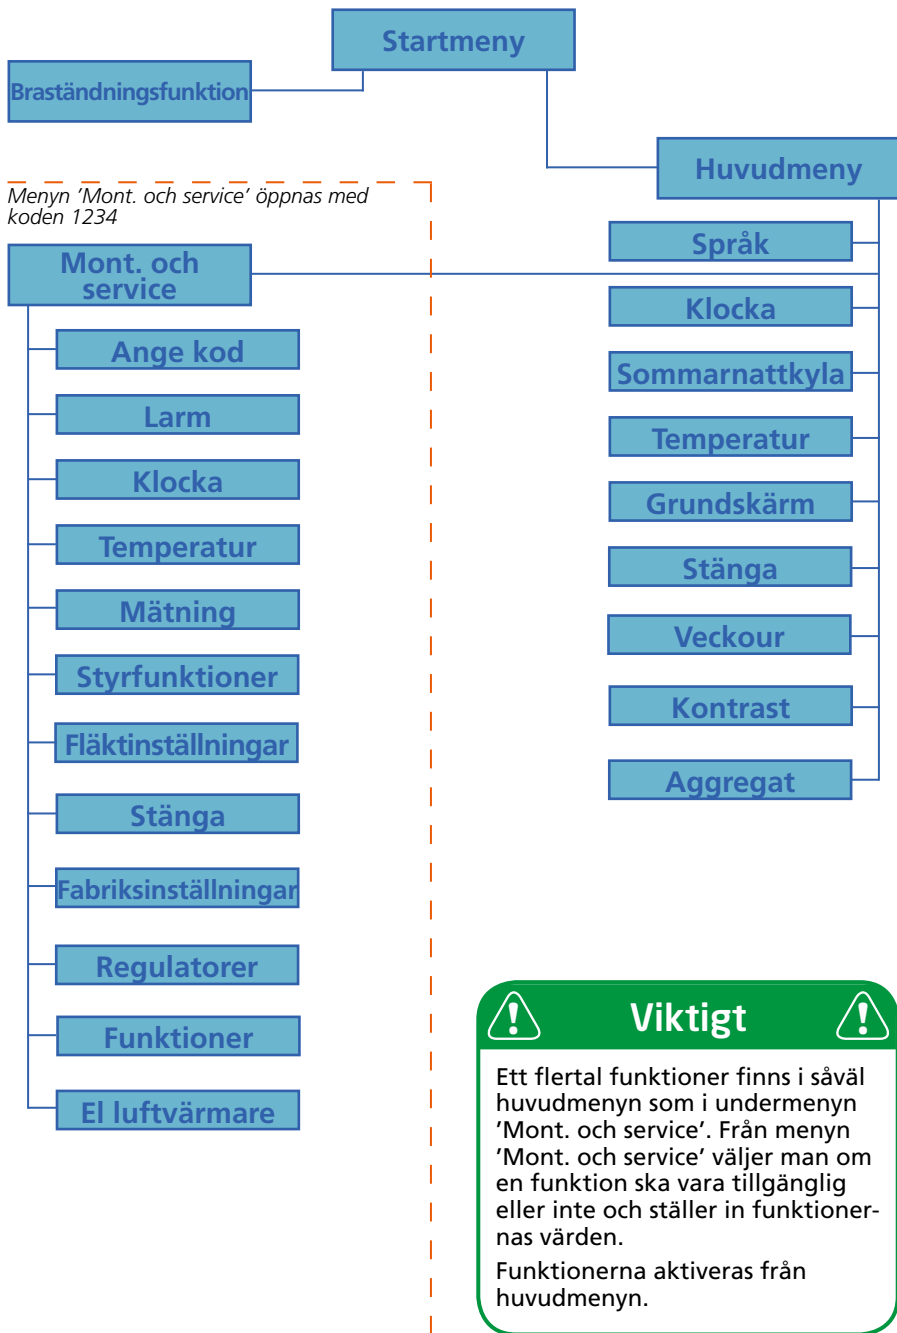 Startmeny
Braständningsfunktion
Huvudmeny
Menyn ’Mont. och service’ öppnas med
koden 1234
Mont. och
service
Ange kod
Larm
Klocka
Temperatur
Mätning
Styrfunktioner
Fläktinställningar
Stänga
Fabriksinställningar
Regulatorer
Funktioner
El luftvärmare
Språk
Klocka
Sommarnattkyla
Temperatur
Grundskärm
Stänga
Veckour
Kontrast
Aggregat
Viktigt
Ett flertal funktioner finns i såväl
huvudmenyn som i undermenyn
’Mont. och service’. Från menyn
’Mont. och service’ väljer man om
en funktion ska vara tillgänglig
eller inte och ställer in funktioner-
nas värden.
Funktionerna aktiveras från
huvudmenyn.